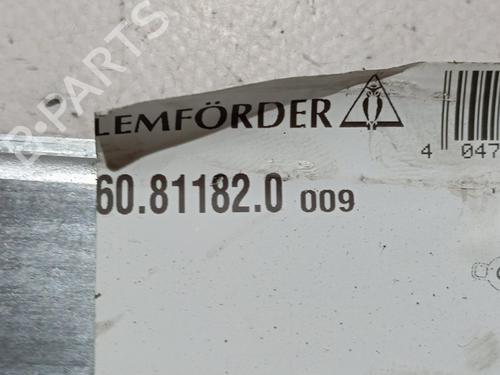 B-PARTS
LEMFÖRDER
4 047
60.81182.0 009